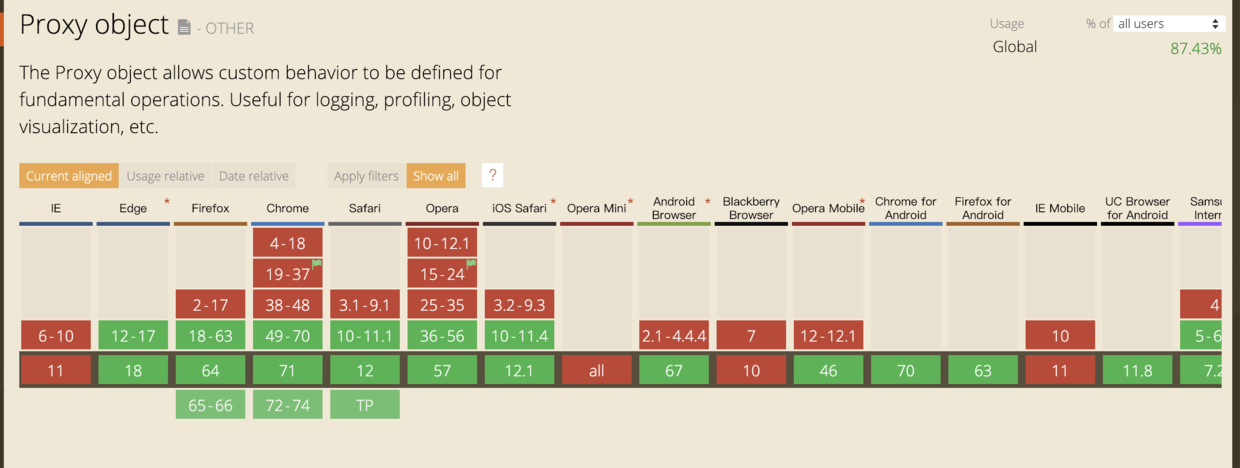 Proxy object - OTHER
Usage % of all users
Global 87.43%
The Proxy object allows custom behavior to be defined for
fundamental operations. Useful for logging, profiling, object
visualization, etc.
Current aligned Usage relative Date relative Apply filters Show all ?
IE Edge * Firefox Chrome Safari Opera iOS Safari * Opera Mini * Android Browser * Blackberry Browser Opera Mobile * Chrome for Android Firefox for Android IE Mobile UC Browser for Android Samsu Intern
4-18 10-12.1
19-37 15-24
2-17 38-48 3.1-9.1 25-35 3.2-9.3 4
6-10 12-17 18-63 49-70 10-11.1 36-56 10-11.4 2.1-4.4.4 7 12-12.1 10 5-6
11 18 64 71 12 57 12.1 all 67 10 46 70 63 11 11.8 7.2
65-66 72-74 TP